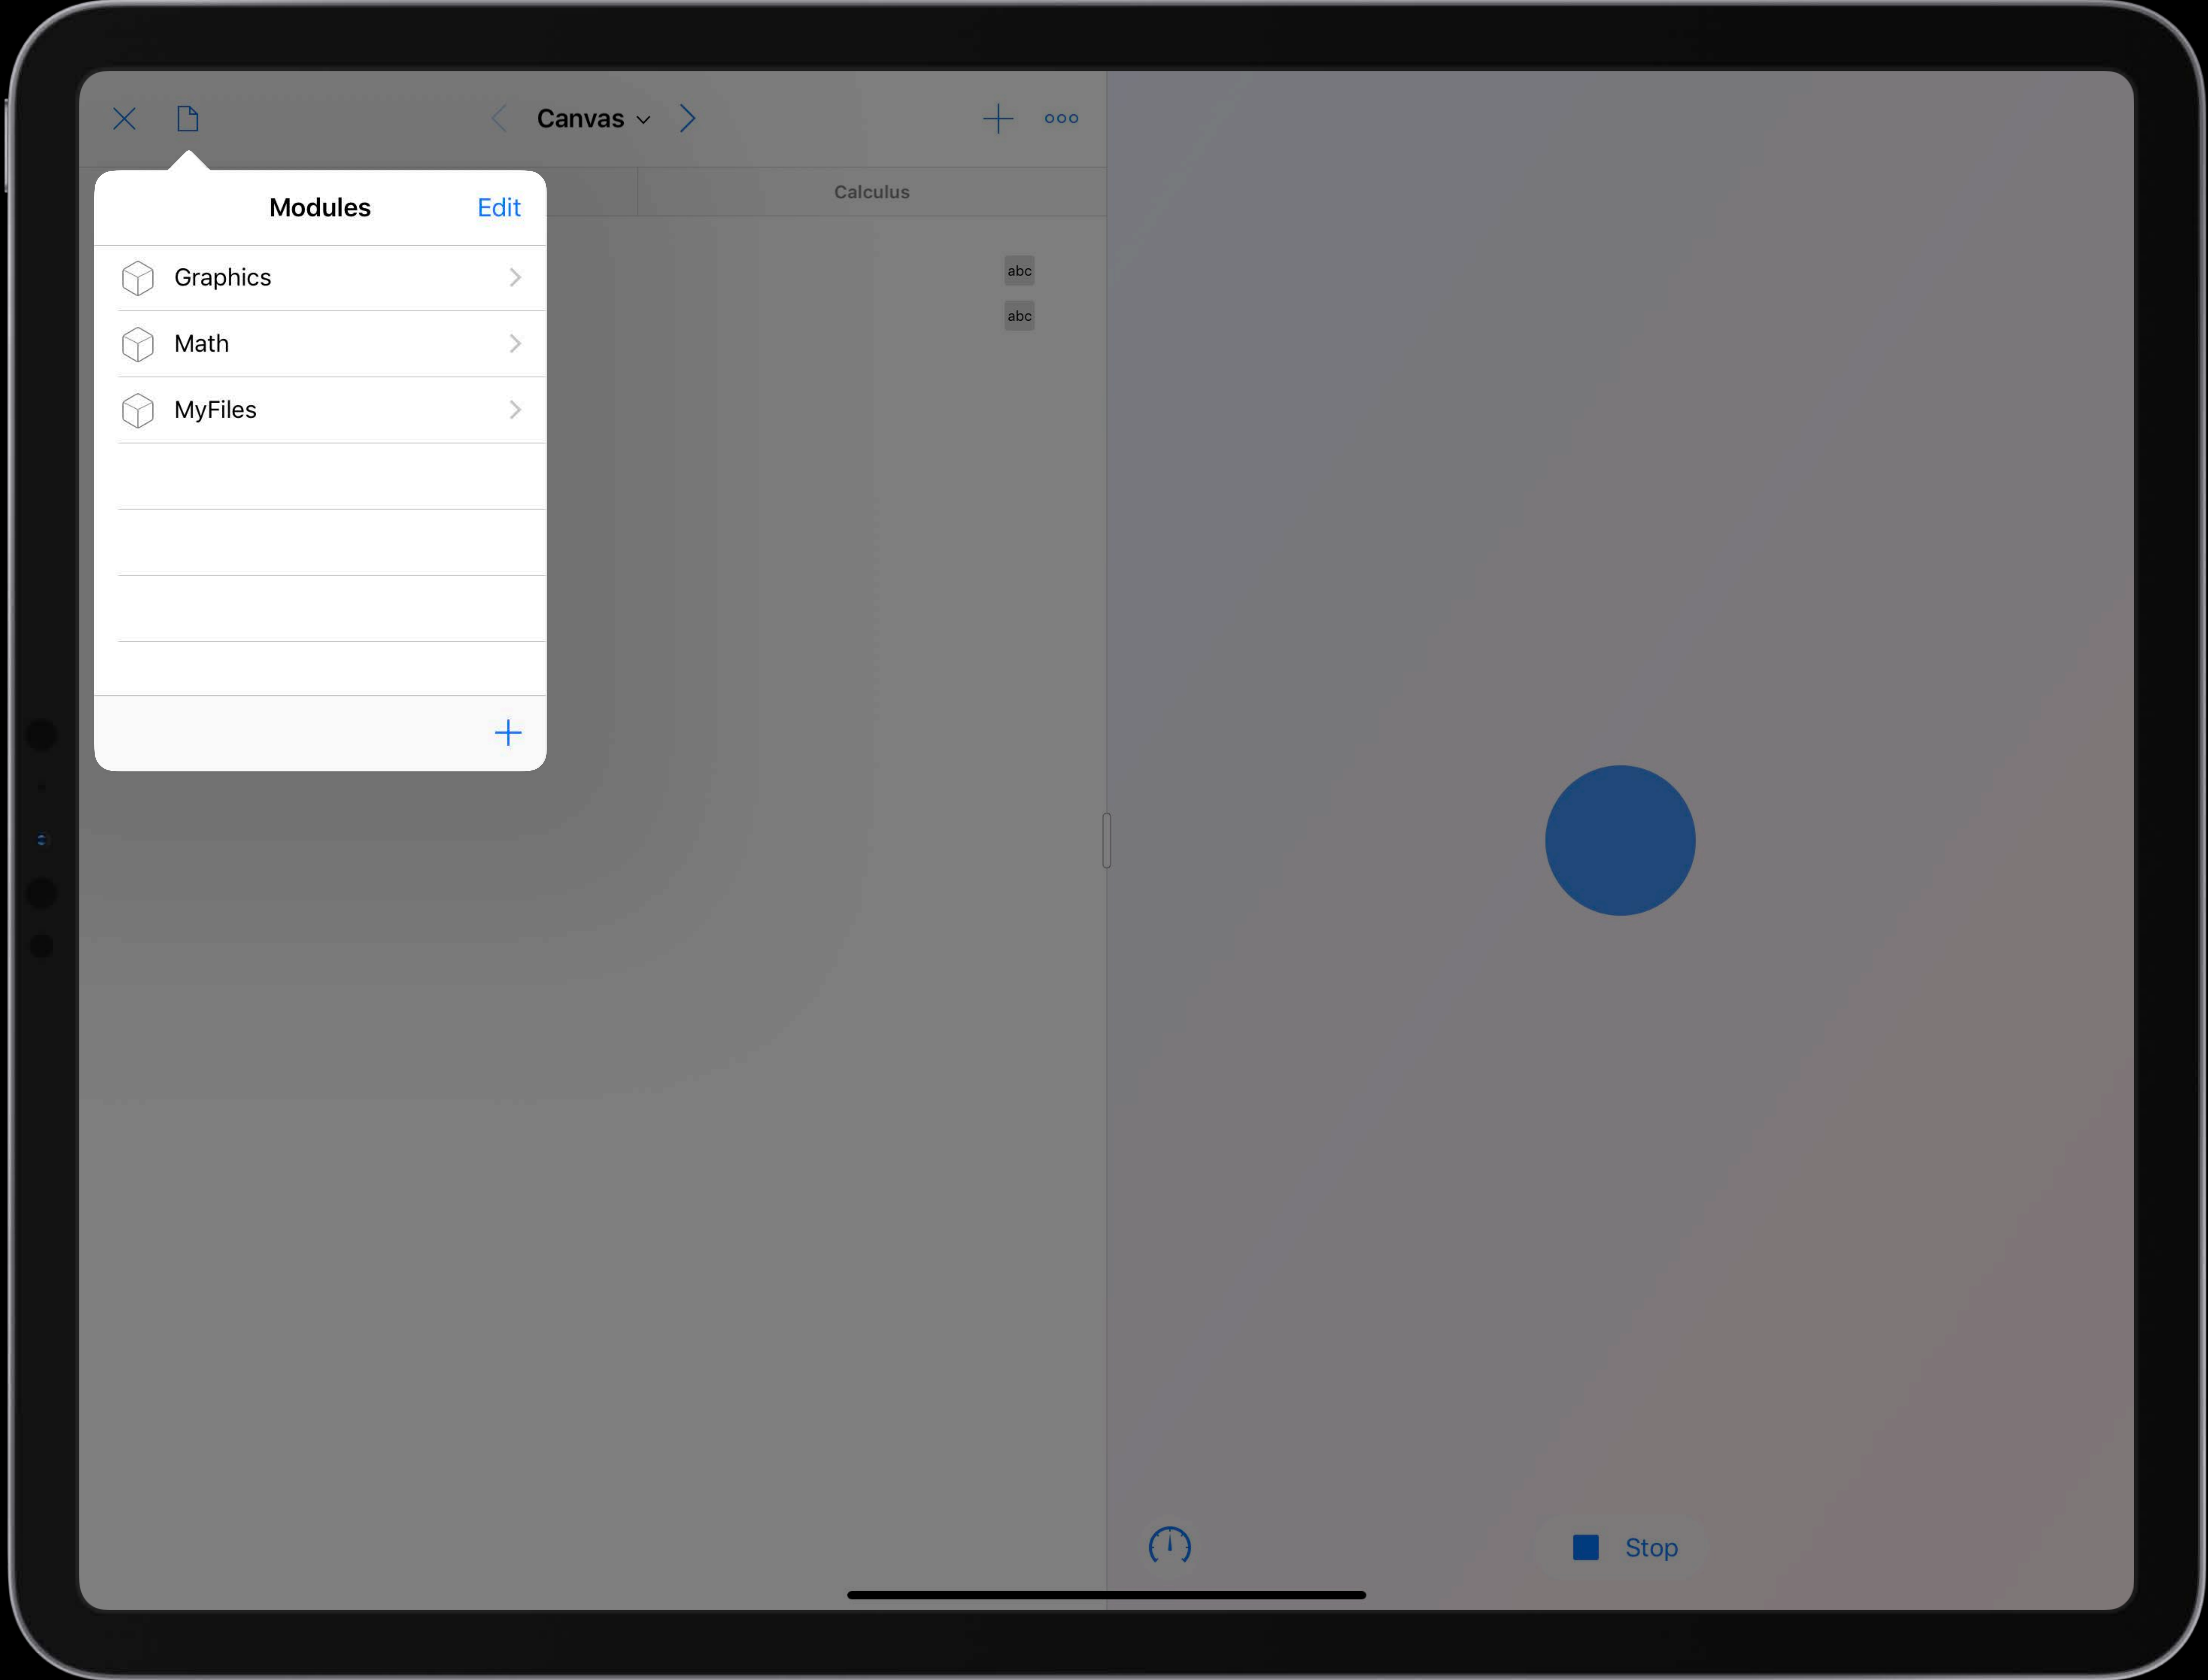 Canvas
Calculus
Modules
Edit
Graphics
Math
MyFiles
abc
abc
Stop